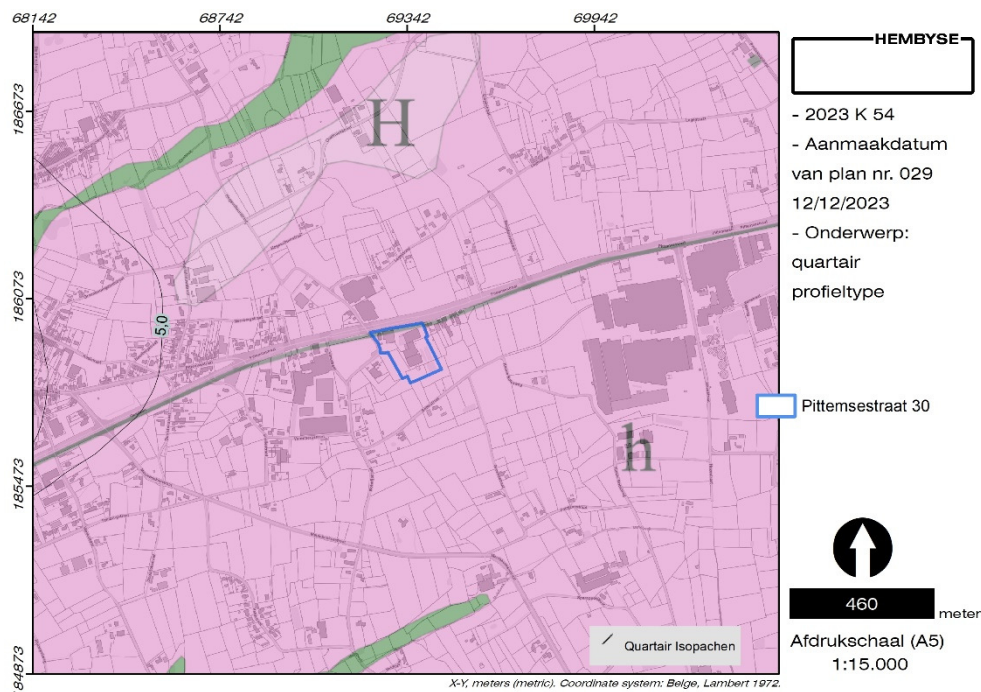 68142 68742 69342 69942
HEMBYSE
186673
H
- 2023 K 54
- Aanmaakdatum
van plan nr. 029
12/12/2023
- Onderwerp:
quartair
profieltype
186073
5,0
Pittemsestraat 30
185473
h
460 meter
Quartair Isopachen
Afdrukschaal (A5)
1:15.000
184873
X-Y, meters (metric). Coordinate system: Belge, Lambert 1972.